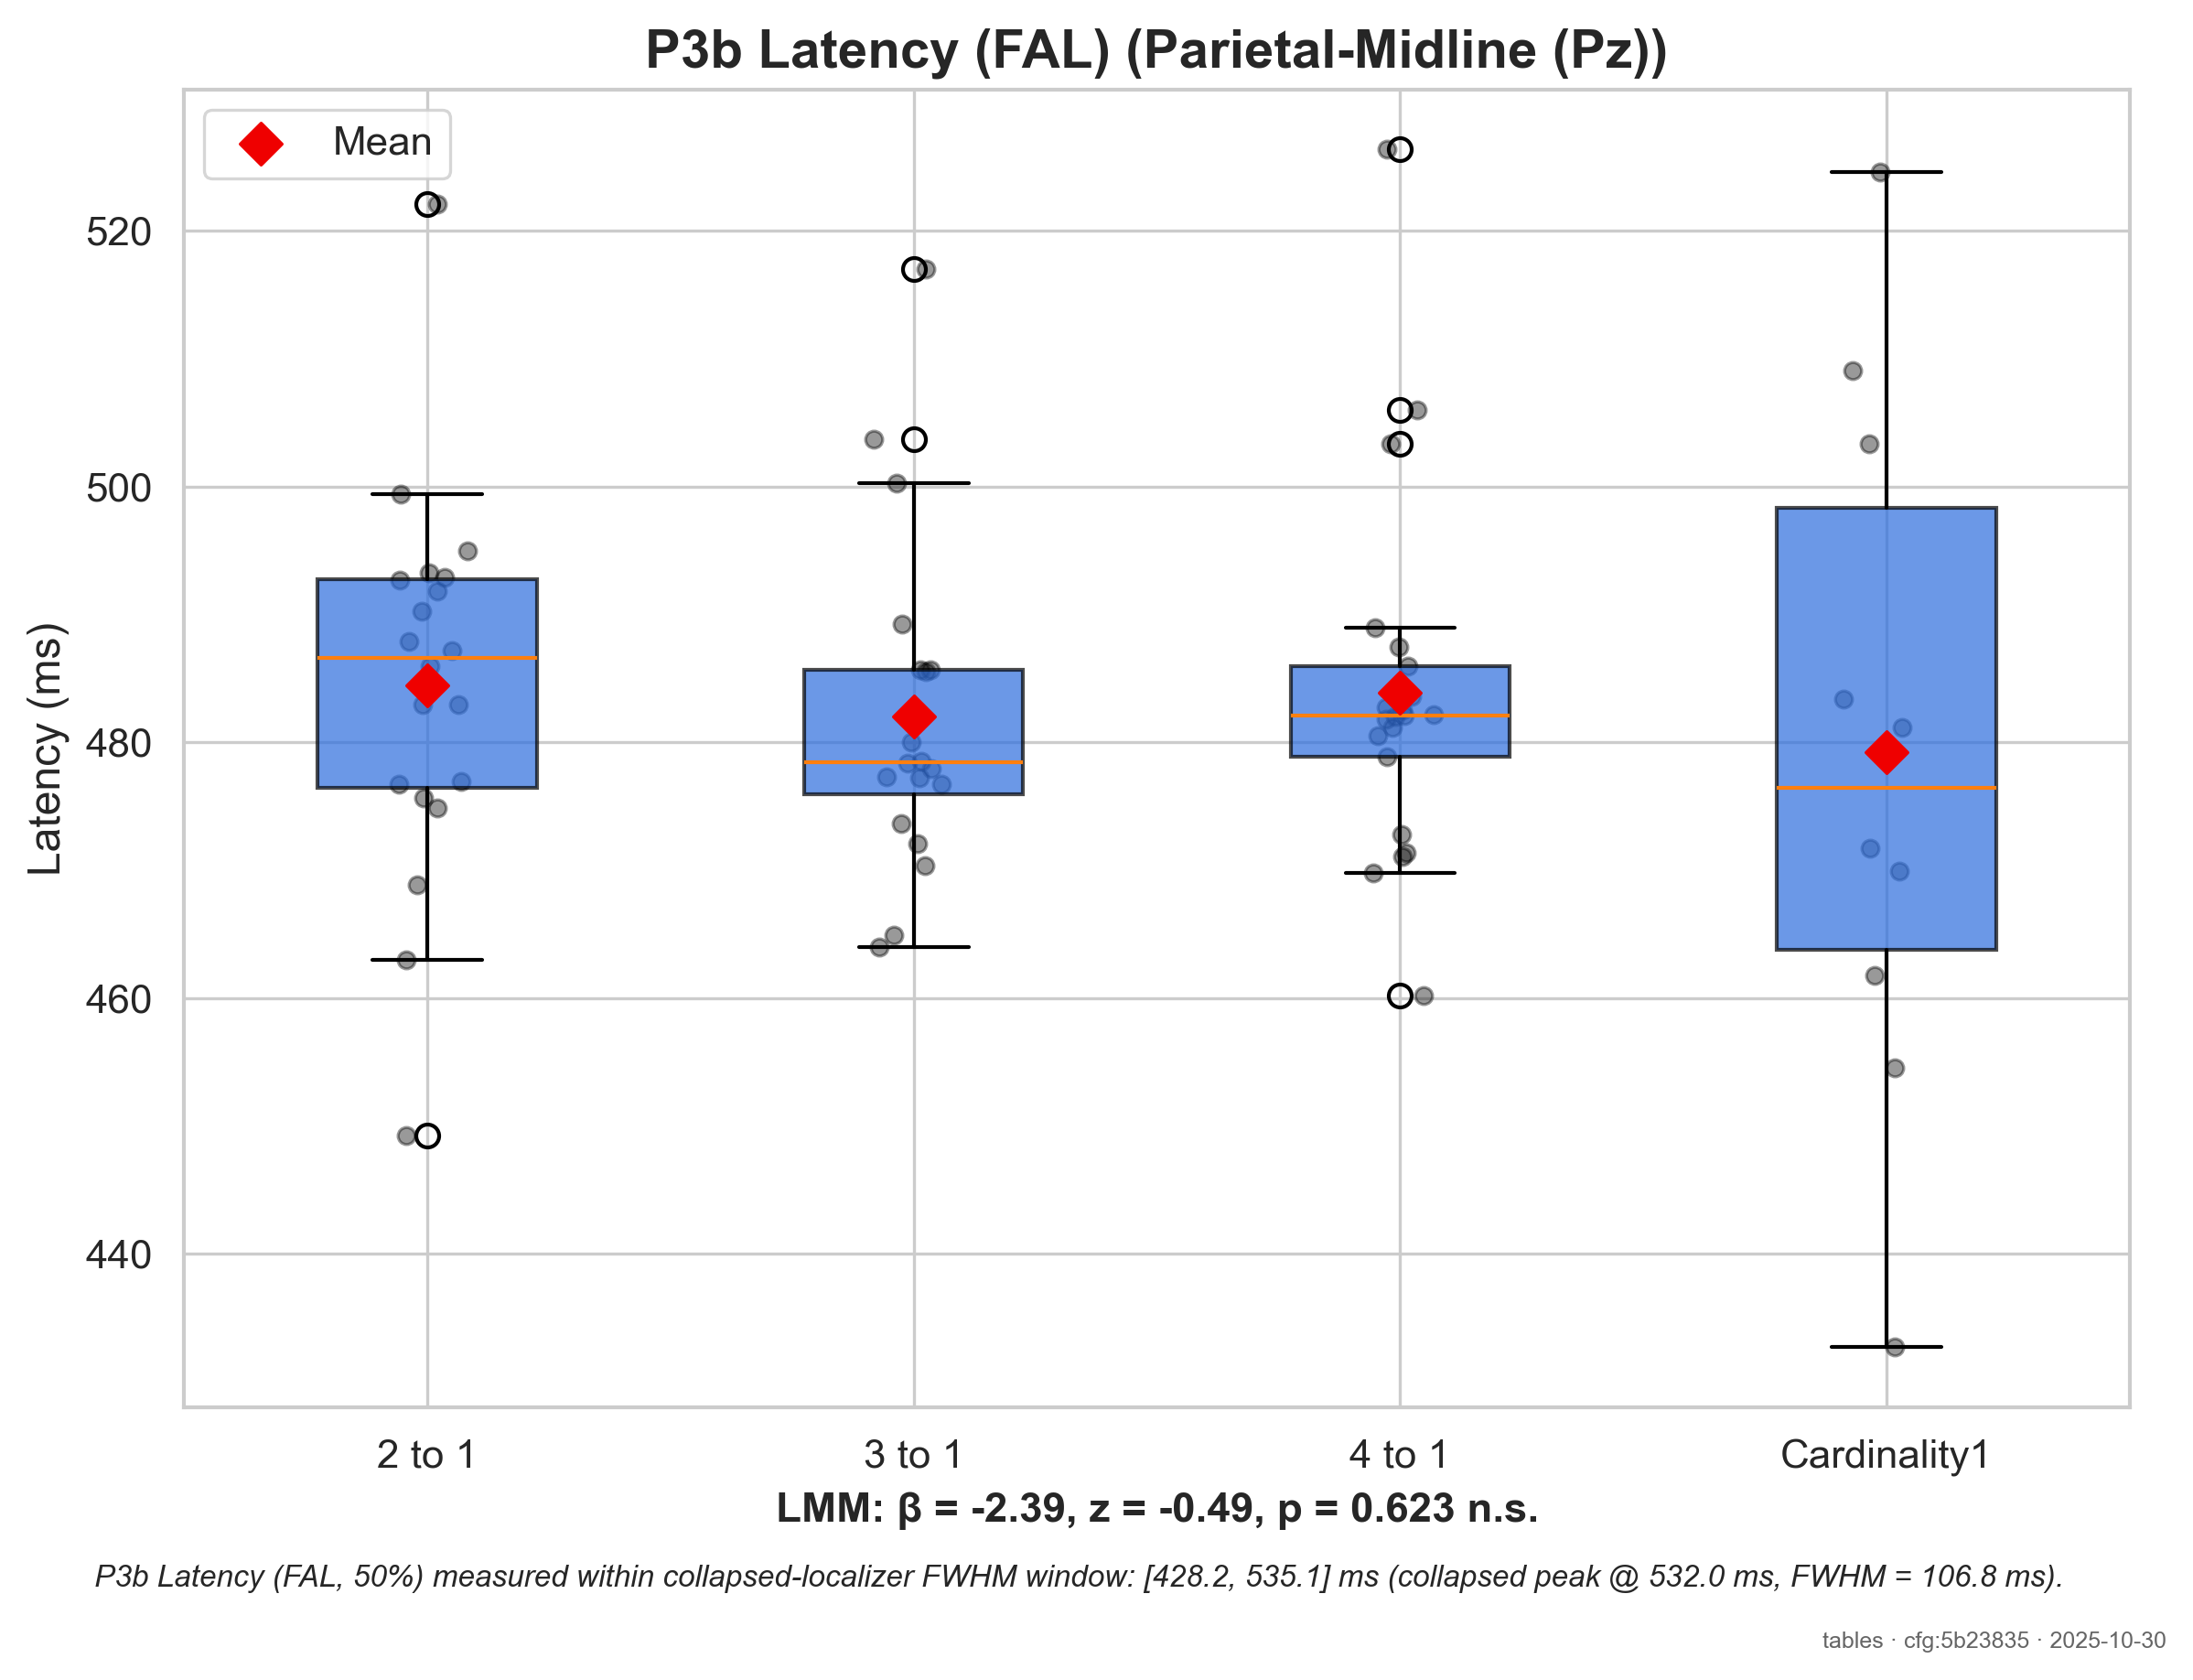 P3b Latency (FAL) (Parietal-Midline (Pz))
Mean
Latency (ms)
520
500
480
460
440
2 to 1
3 to 1
4 to 1
Cardinality1
LMM: β = -2.39, z = -0.49, p = 0.623 n.s.
P3b Latency (FAL, 50%) measured within collapsed-localizer FWHM window: [428.2, 535.1] ms (collapsed peak @ 532.0 ms, FWHM = 106.8 ms).
tables · cfg:5b23835 · 2025-10-30